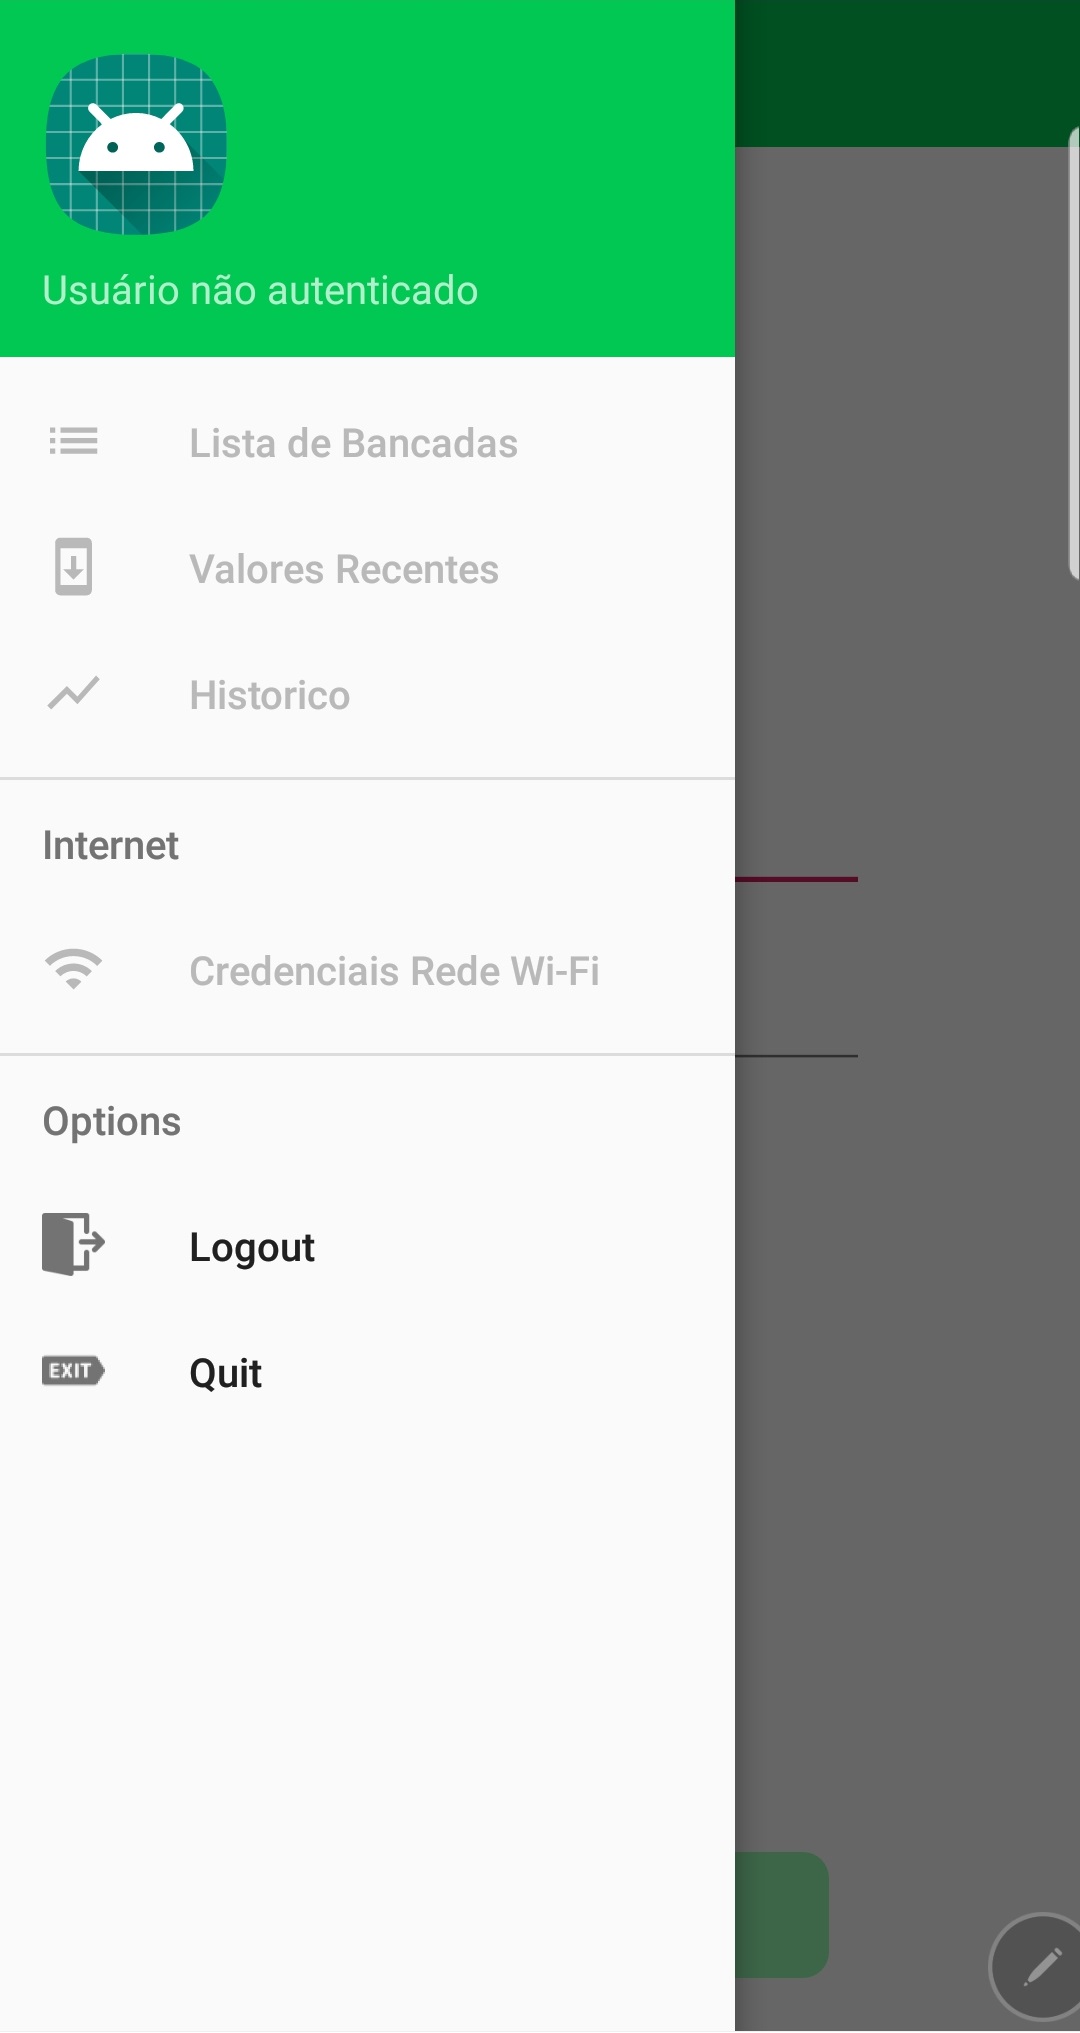 Usuário não autenticado
Lista de Bancadas
Valores Recentes
Historico
Internet
Credenciais Rede Wi-Fi
Options
Logout
EXIT
Quit